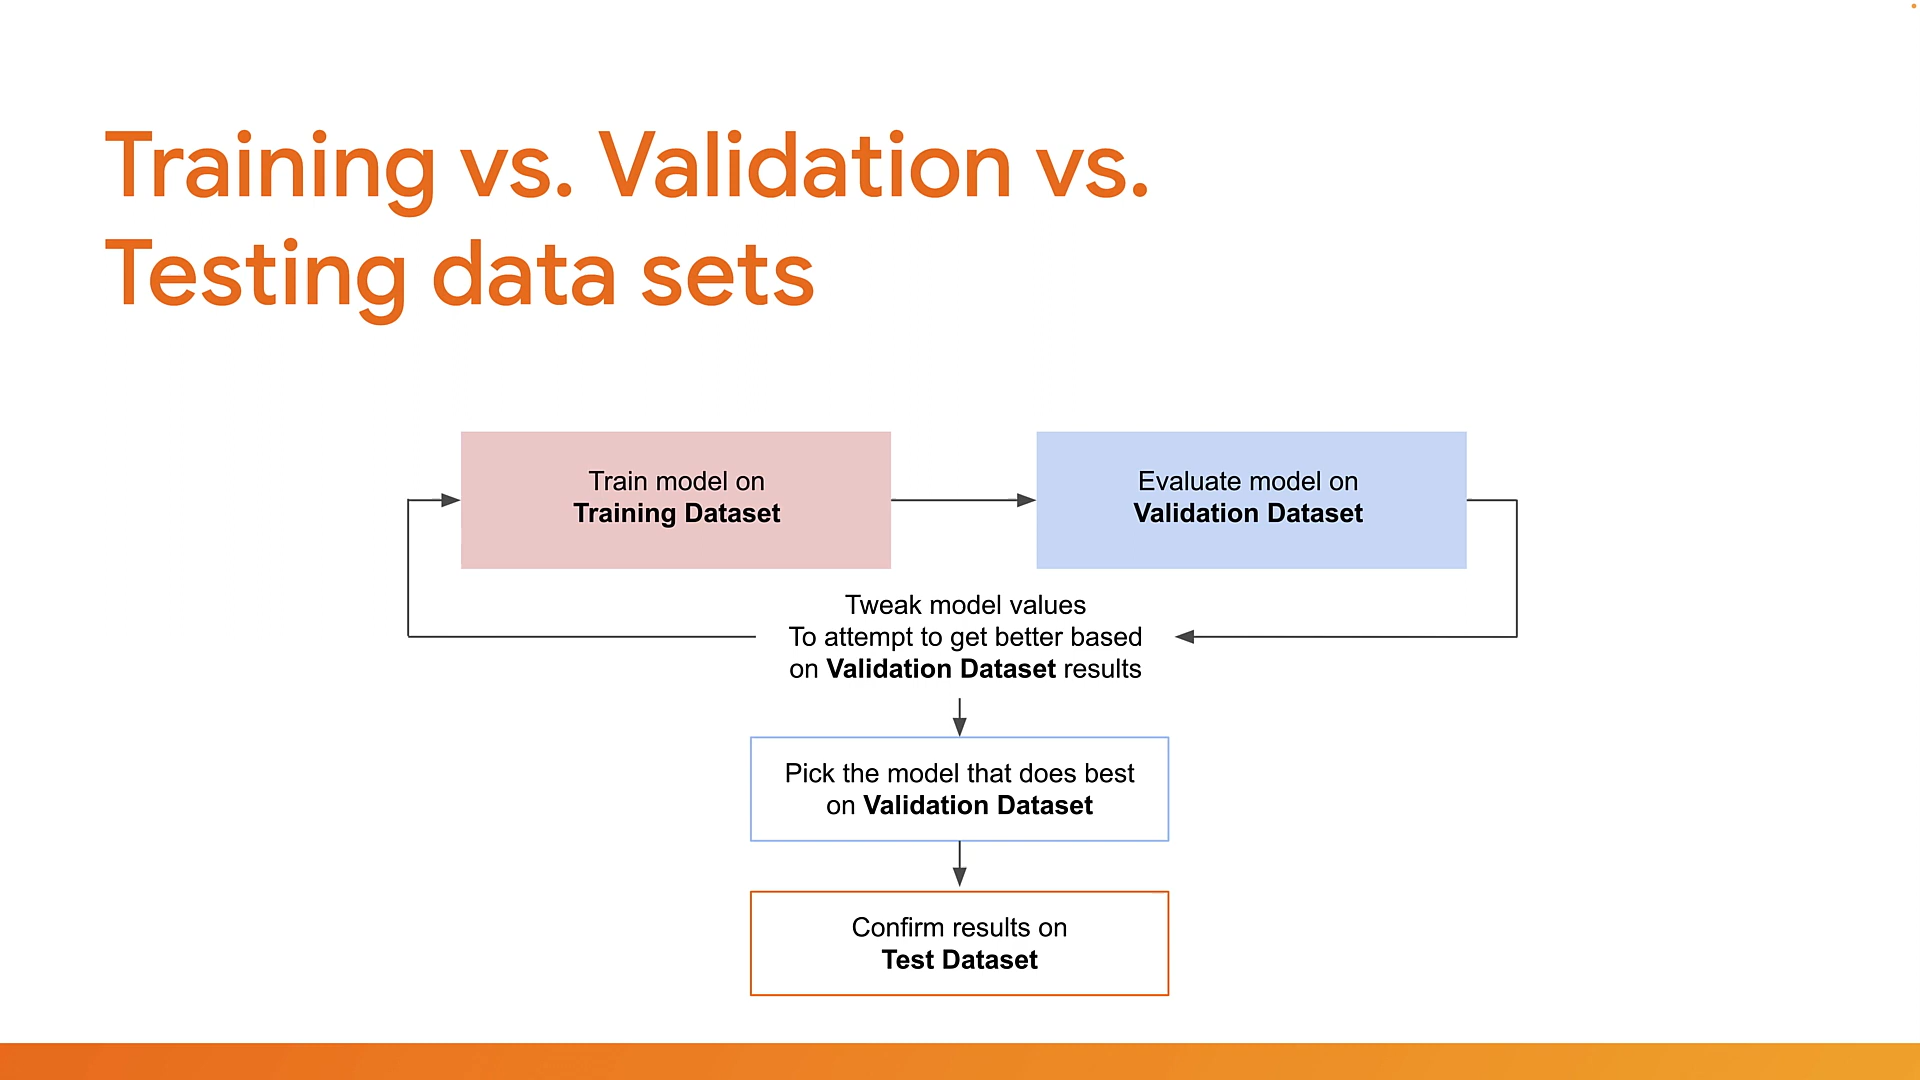 Training vs. Validation vs.
Testing data sets
Train model on
Training Dataset
Evaluate model on
Validation Dataset
Tweak model values
To attempt to get better based
on Validation Dataset results
Pick the model that does best
on Validation Dataset
Confirm results on
Test Dataset